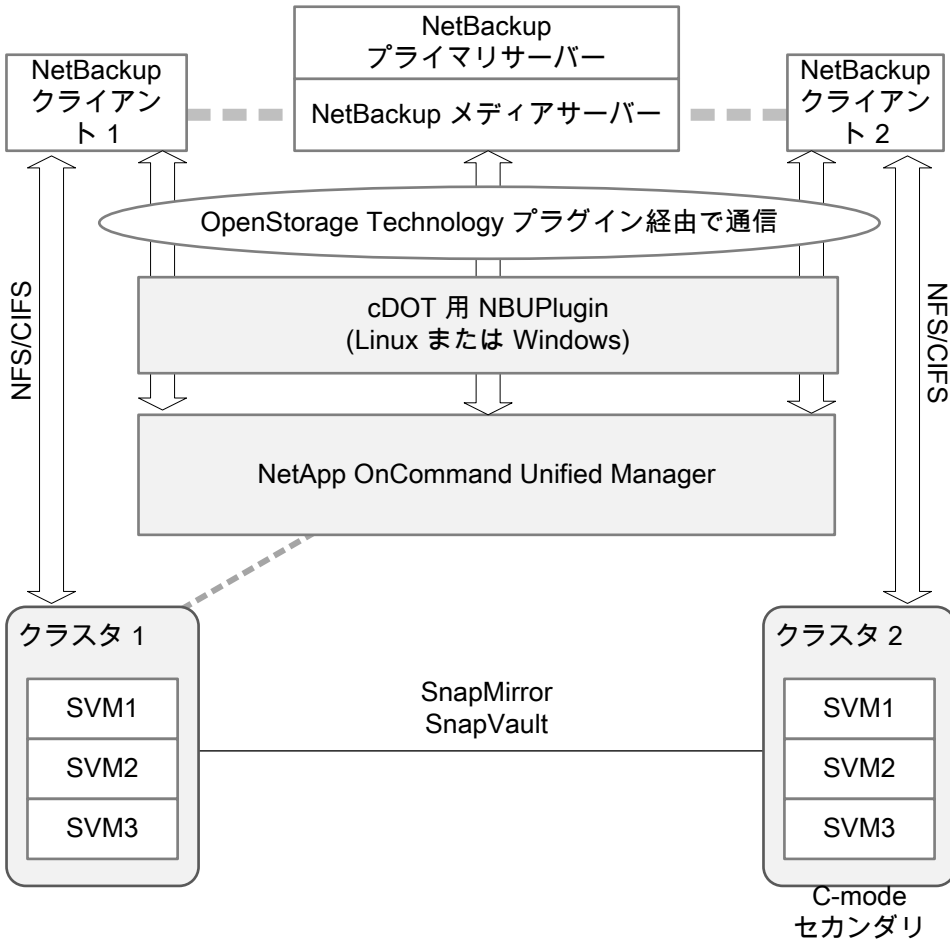 NetBackup
プライマリサーバー
NetBackup メディアサーバー
NetBackup
クライアン
ト 1
NetBackup
クライアン
ト 2
OpenStorage Technology プラグイン経由で通信
NFS/CIFS
NFS/CIFS
cDOT 用 NBUPlugin
(Linux または Windows)
NetApp OnCommand Unified Manager
クラスタ 1
SVM1
SVM2
SVM3
SnapMirror
SnapVault
クラスタ 2
SVM1
SVM2
SVM3
C-mode
セカンダリ